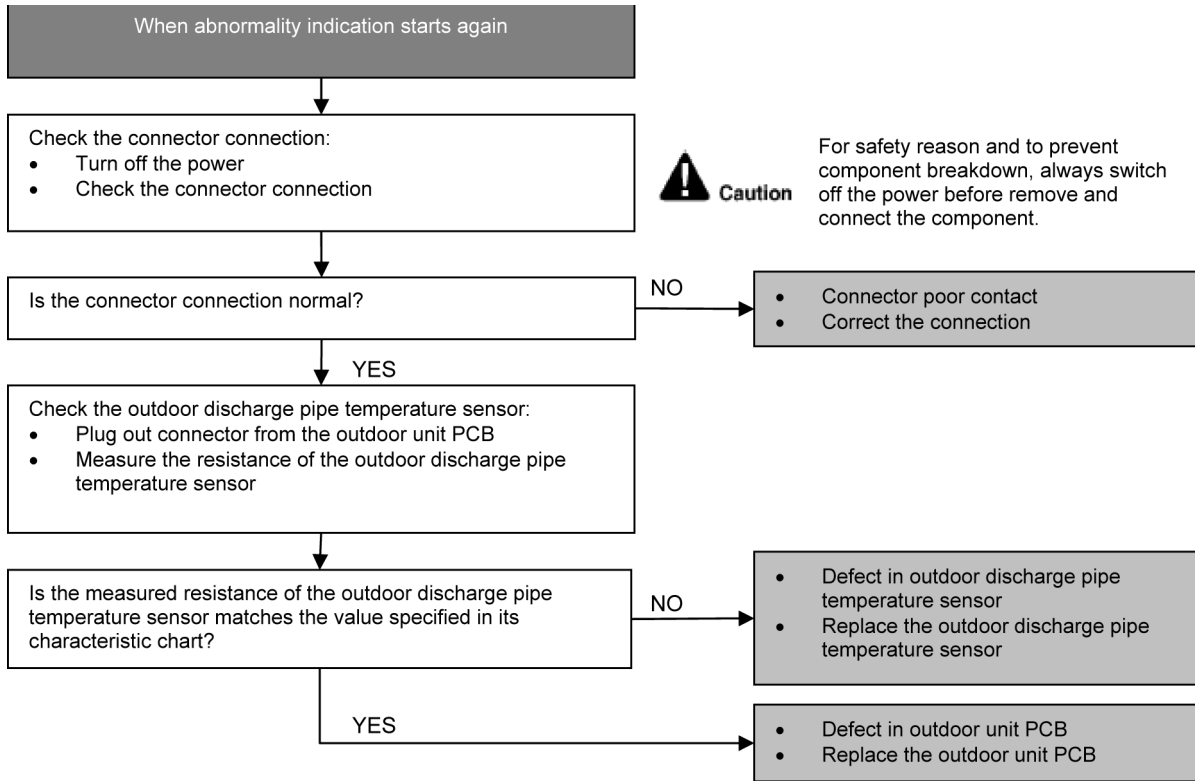 When abnormality indication starts again
Check the connector connection:
• Turn off the power
• Check the connector connection
Caution
For safety reason and to prevent
component breakdown, always switch
off the power before remove and
connect the component.
Is the connector connection normal?
NO
• Connector poor contact
• Correct the connection
YES
Check the outdoor discharge pipe temperature sensor:
• Plug out connector from the outdoor unit PCB
• Measure the resistance of the outdoor discharge pipe
temperature sensor
Is the measured resistance of the outdoor discharge pipe
temperature sensor matches the value specified in its
characteristic chart?
NO
• Defect in outdoor discharge pipe
temperature sensor
• Replace the outdoor discharge pipe
temperature sensor
YES
• Defect in outdoor unit PCB
• Replace the outdoor unit PCB